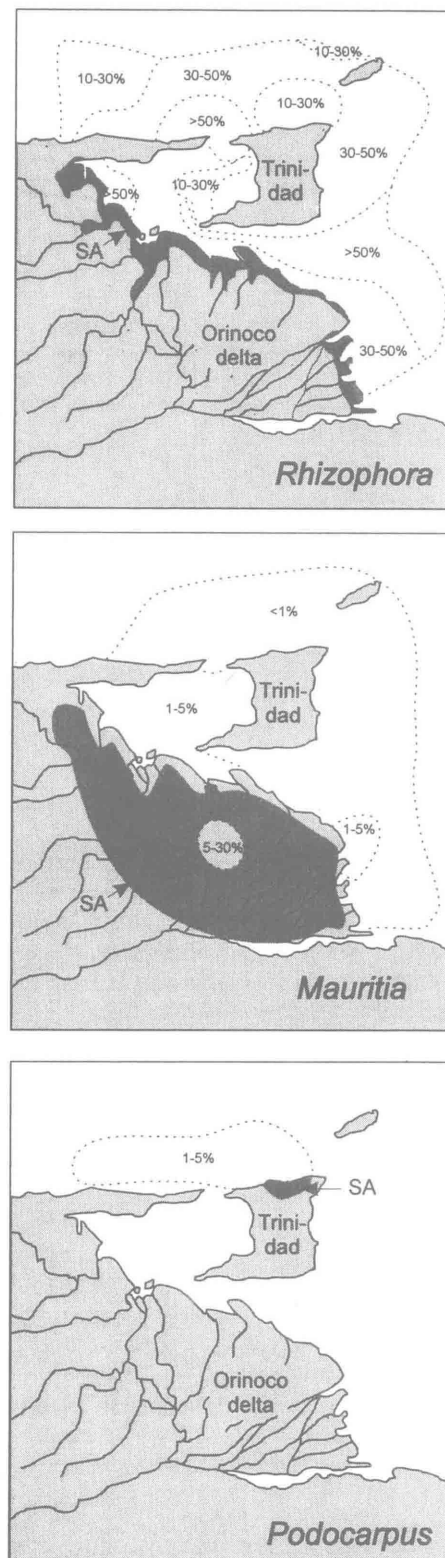 10-30%
10-30%
30-50%
>50%
10-30%
Trini-
dad
30-50%
>50%
10-30%
SA
>50%
Orinoco
delta
30-50%
Rhizophora
<1%
1-5%
Trini-
dad
5-30%
1-5%
SA
Mauritia
1-5%
SA
Trini-
dad
Orinoco
delta
Podocarpus